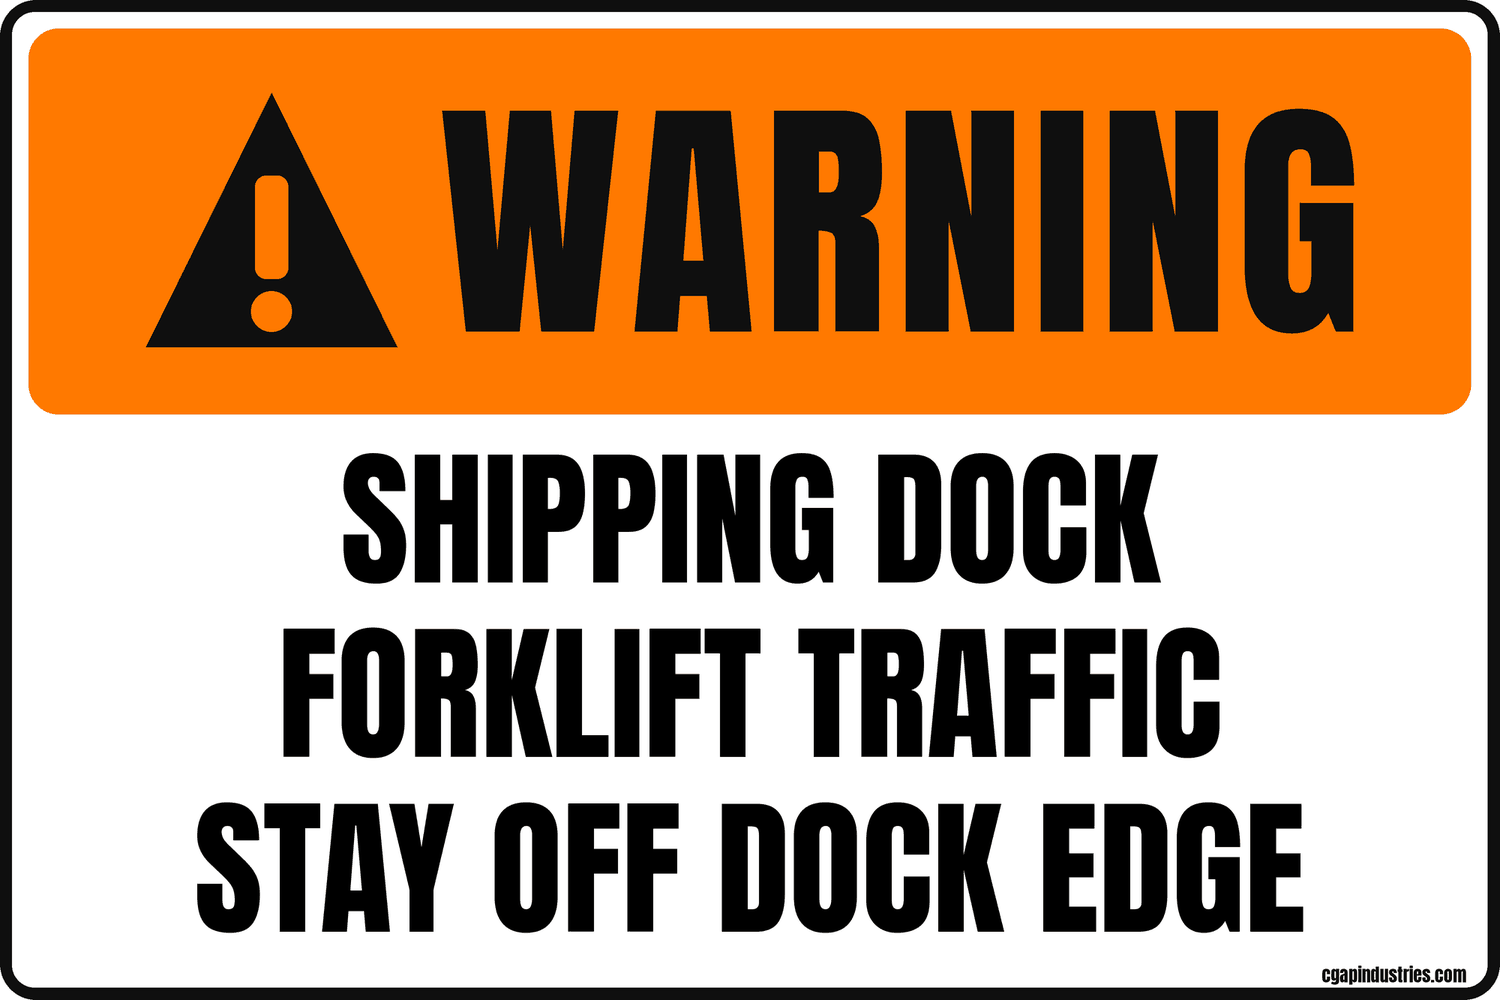 WARNING
SHIPPING DOCK
FORKLIFT TRAFFIC
STAY OFF DOCK EDGE
cgapindustries.com